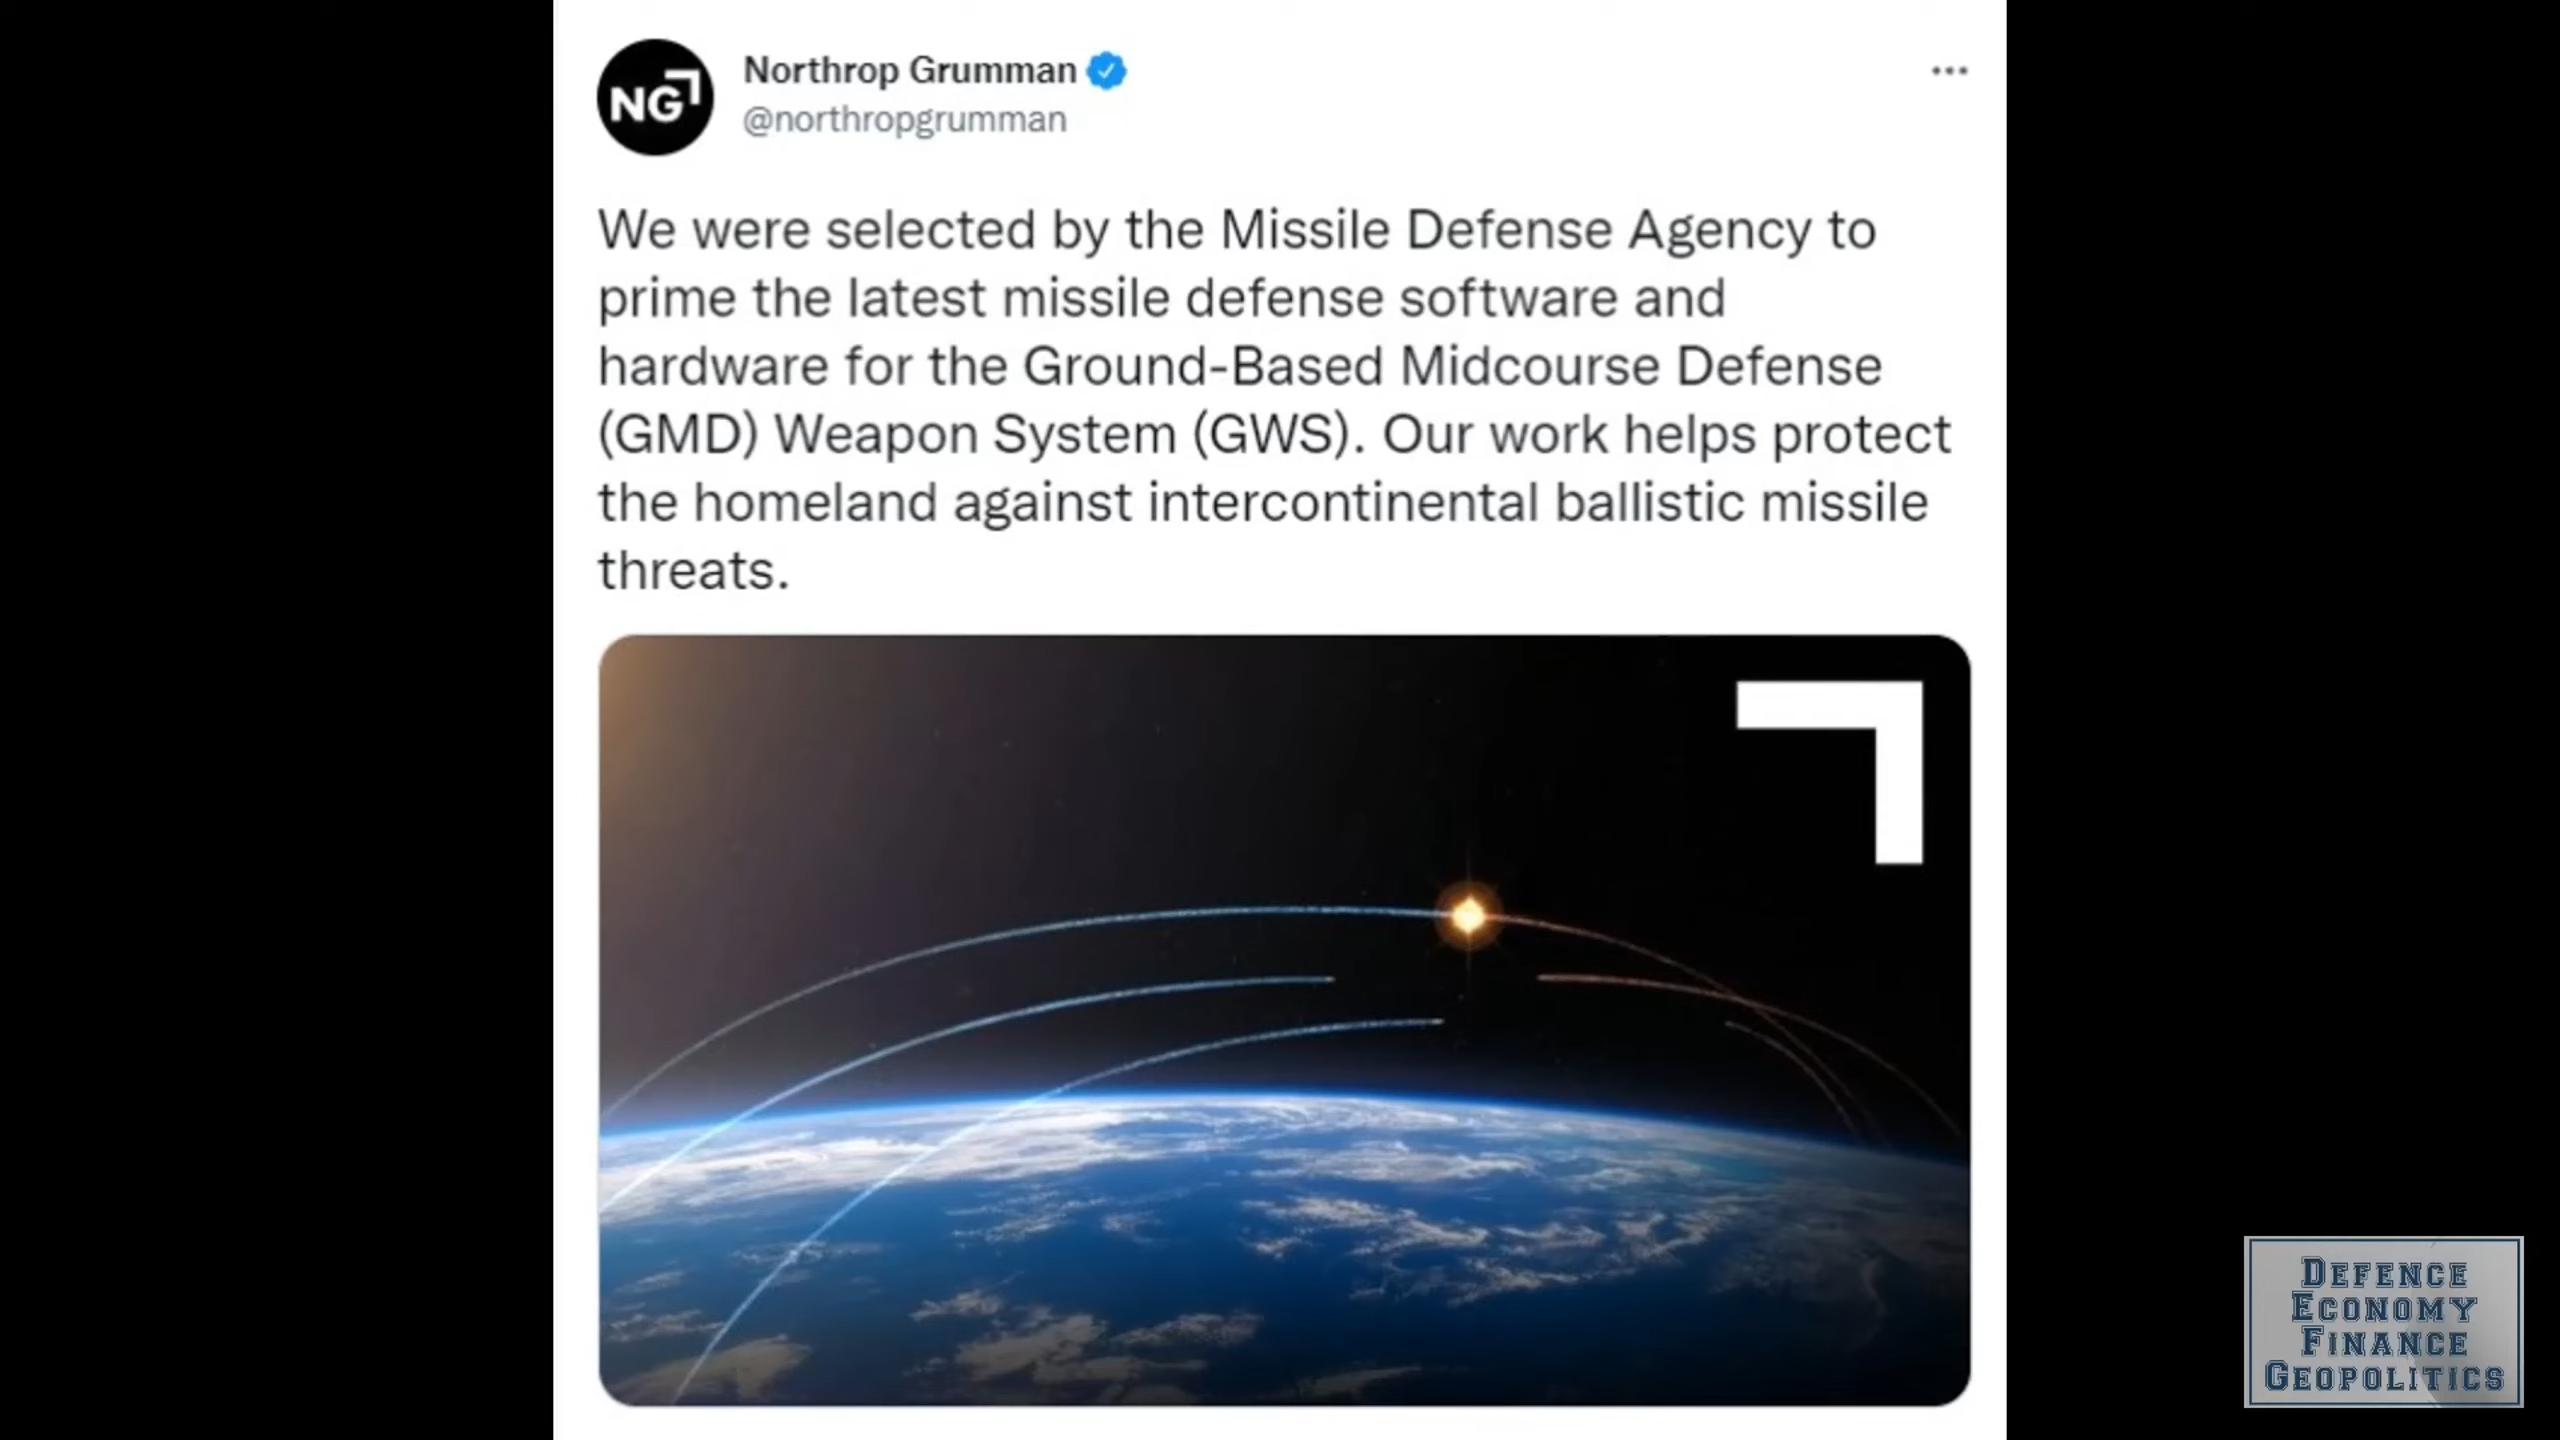 NG
Northrop Grumman
@northropgrumman
We were selected by the Missile Defense Agency to
prime the latest missile defense software and
hardware for the Ground-Based Midcourse Defense
(GMD) Weapon System (GWS). Our work helps protect
the homeland against intercontinental ballistic missile
threats.
DEFENCE
ECONOMY
FINANCE
GEOPOLITICS